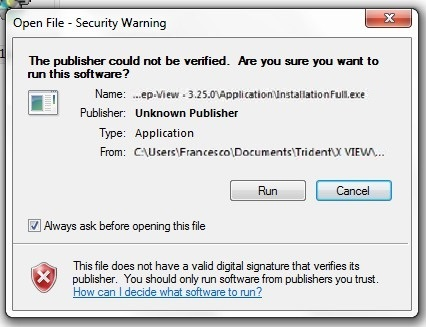 Open File - Security Warning
The publisher could not be verified.  Are you sure you want to
run this software?
Name: ...ep-View - 3.25.0\Application\InstallationFull.exe
Publisher: Unknown Publisher
Type: Application
From: C:\Users\Francesco\Documents\Trident\X VIEW\...
Run
Cancel
Always ask before opening this file
This file does not have a valid digital signature that verifies its
publisher.  You should only run software from publishers you trust.
How can I decide what software to run?